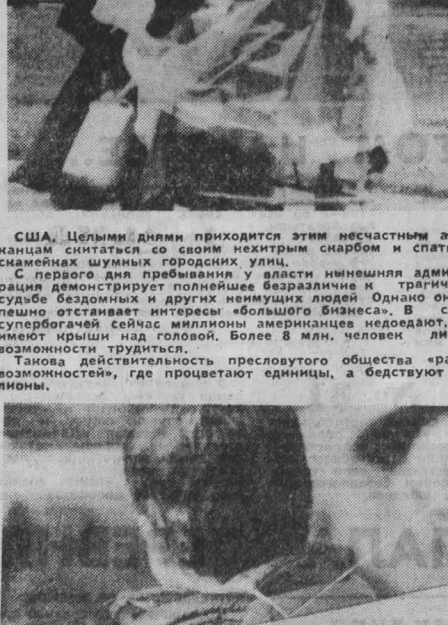 США. Целыми днями приходится этим несчастным а
канцам скитаться со своим нехитрым скарбом и спат
скамейках шумных городских улиц.
С первого дня пребывания у власти нынешняя адми
рация демонстрирует полнейшее безразличие к трагич
судьбе бездомных и других неимущих людей Однако он
пешно отстаивает интересы «большого бизнеса». В с
супербогачей сейчас миллионы американцев недоедают,
имеют крыши над головой. Более 8 млн. человек ли
возможности трудиться.
Такова действительность пресловутого общества «ра
возможностей», где процветают единицы, а бедствуют
лионы.